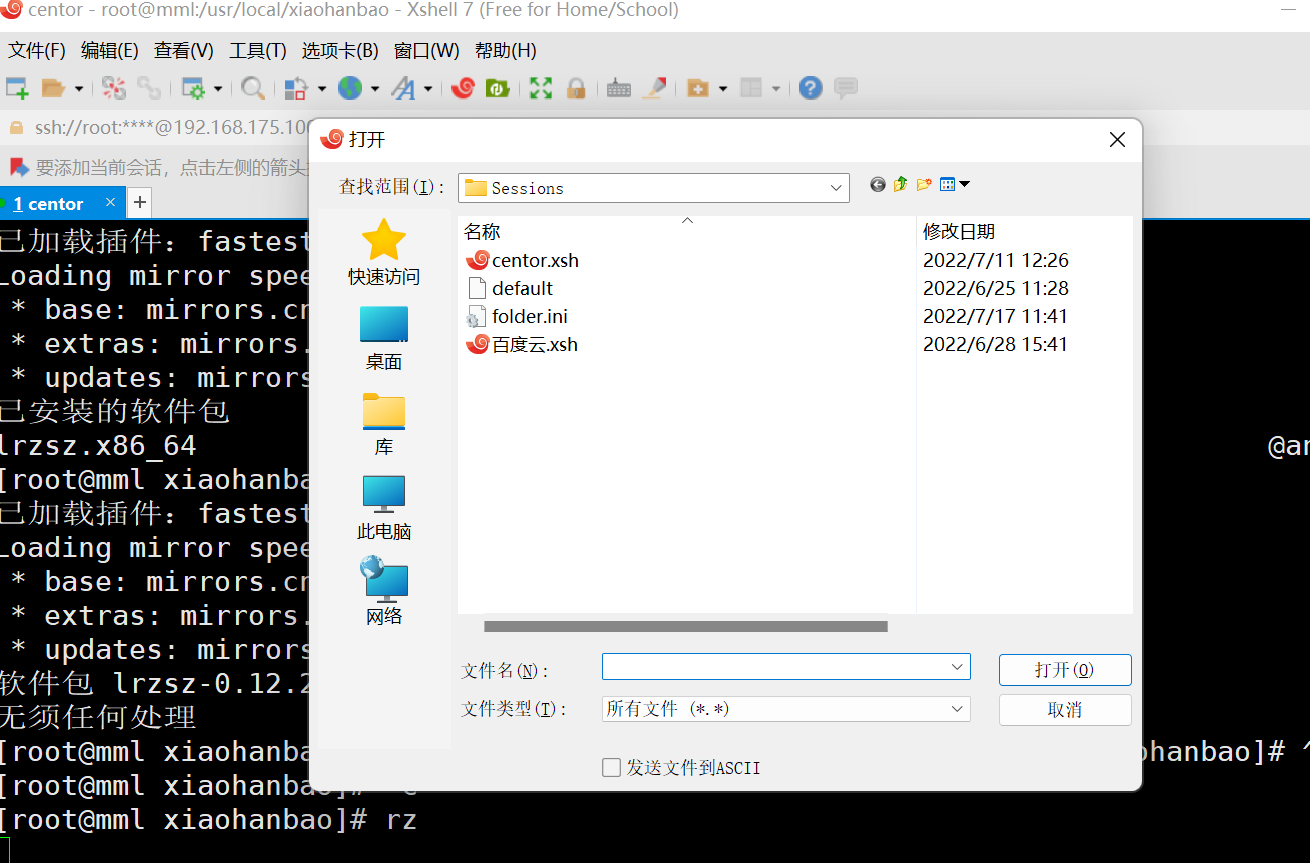 centor - root@mml:/usr/local/xiaohanbao - Xshell 7 (Free for Home/School)
文件(F) 编辑(E) 查看(V) 工具(T) 选项卡(B) 窗口(W) 帮助(H)
ssh://root:****@192.168.175.100
要添加当前会话，点击左侧的箭头
1 centor × +
打开
查找范围(I): Sessions
名称 修改日期
centor.xsh 2022/7/11 12:26
default 2022/6/25 11:28
folder.ini 2022/7/17 11:41
百度云.xsh 2022/6/28 15:41
快速访问
桌面
库
此电脑
网络
文件名(N):
打开(O)
文件类型(T): 所有文件 (*.*)
取消
发送文件到ASCII
已加载插件：fastest
Loading mirror spee
* base: mirrors.cn
* extras: mirrors.
* updates: mirrors
已安装的软件包
lrzsz.x86_64 @an
[root@mml xiaohanba
已加载插件：fastest
Loading mirror spee
* base: mirrors.cn
* extras: mirrors.
* updates: mirrors
软件包 lrzsz-0.12.2
无须任何处理
[root@mml xiaohanba ohanbao]# ^
[root@mml xiaohanbao]#
[root@mml xiaohanbao]# rz